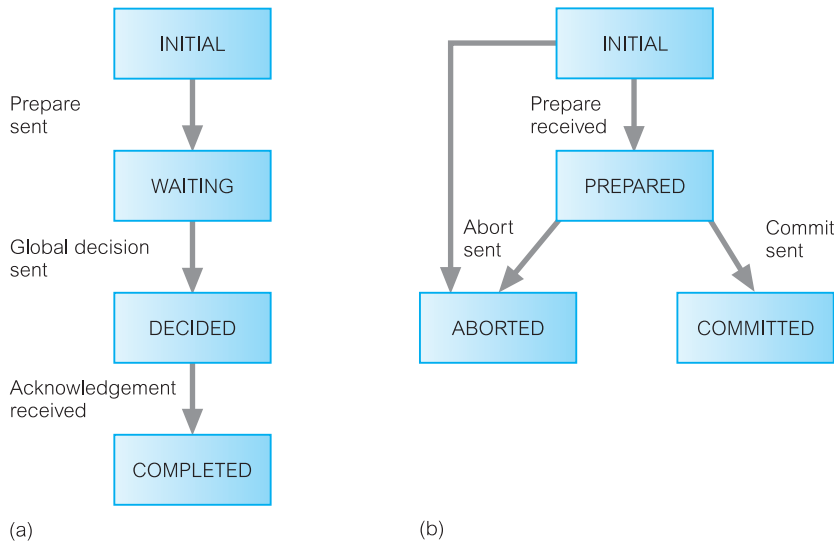 INITIAL
Prepare
sent
WAITING
Global decision
sent
DECIDED
Acknowledgement
received
COMPLETED
(a)
INITIAL
Prepare
received
PREPARED
Abort
sent
Commit
sent
ABORTED
COMMITTED
(b)